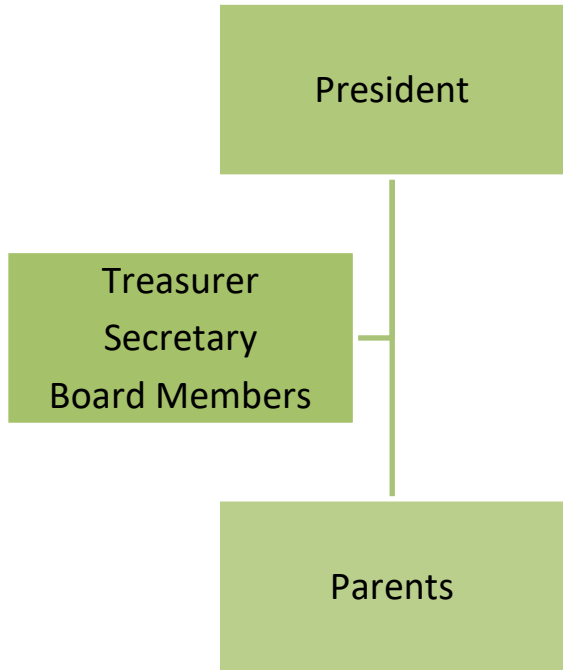 President
Treasurer
Secretary
Board Members
Parents